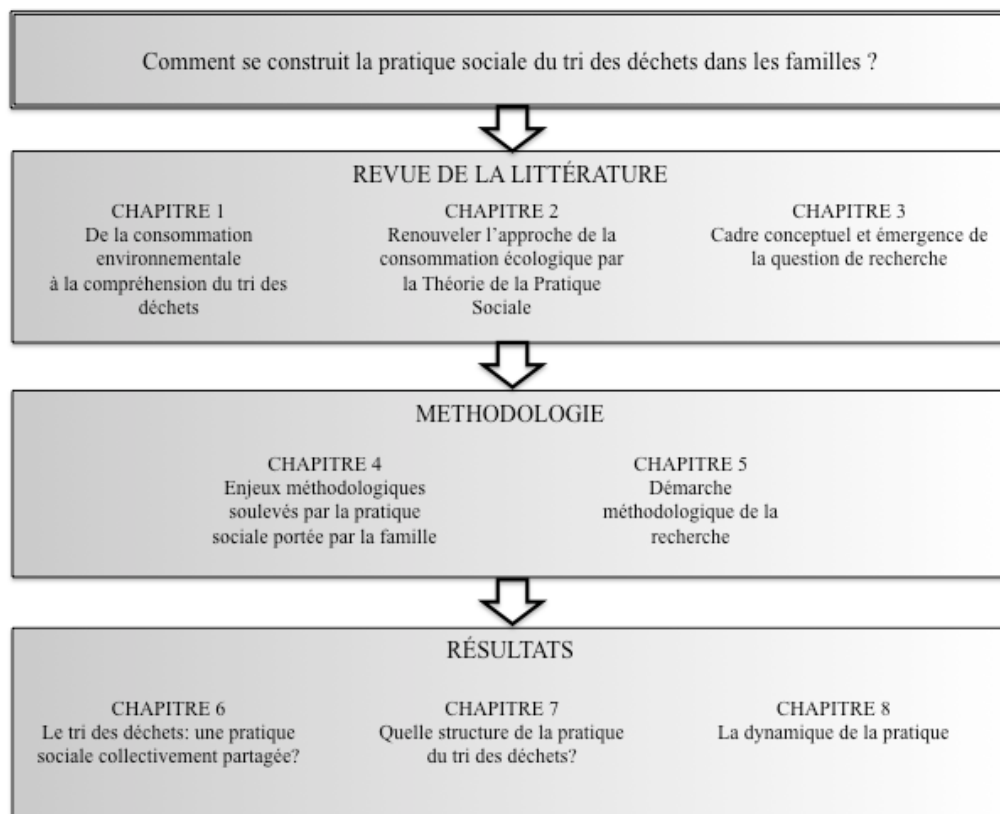 Comment se construit la pratique sociale du tri des déchets dans les familles ?
REVUE DE LA LITTÉRATURE
CHAPITRE 1
De la consommation
environnementale
à la compréhension du tri des
déchets
CHAPITRE 2
Renouveler l'approche de la
consommation écologique par
la Théorie de la Pratique
Sociale
CHAPITRE 3
Cadre conceptuel et émergence de
la question de recherche
METHODOLOGIE
CHAPITRE 4
Enjeux méthodologiques
soulevés par la pratique
sociale portée par la famille
CHAPITRE 5
Démarche
méthodologique de la
recherche
RÉSULTATS
CHAPITRE 6
Le tri des déchets: une pratique
sociale collectivement partagée?
CHAPITRE 7
Quelle structure de la pratique
du tri des déchets?
CHAPITRE 8
La dynamique de la pratique